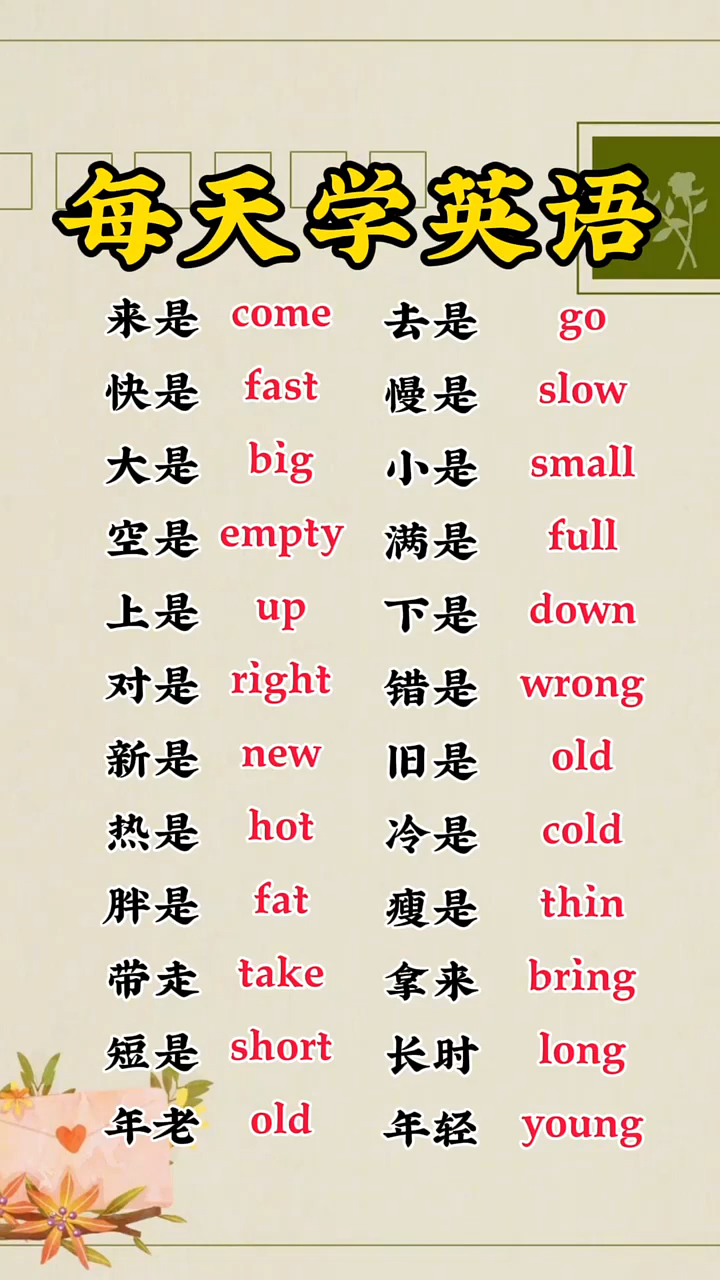 每天学英语
来是 come 去是 go
快是 fast 慢是 slow
大是 big 小是 small
空是 empty 满是 full
上是 up 下是 down
对是 right 错是 wrong
新是 new 旧是 old
热是 hot 冷是 cold
胖是 fat 瘦是 thin
带走 take 拿来 bring
短是 short 长时 long
年老 old 年轻 young